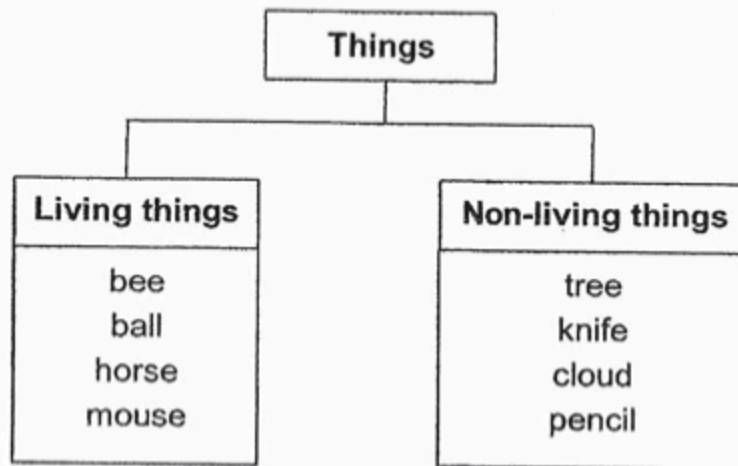 Things
Living things
bee
ball
horse
mouse
Non-living things
tree
knife
cloud
pencil